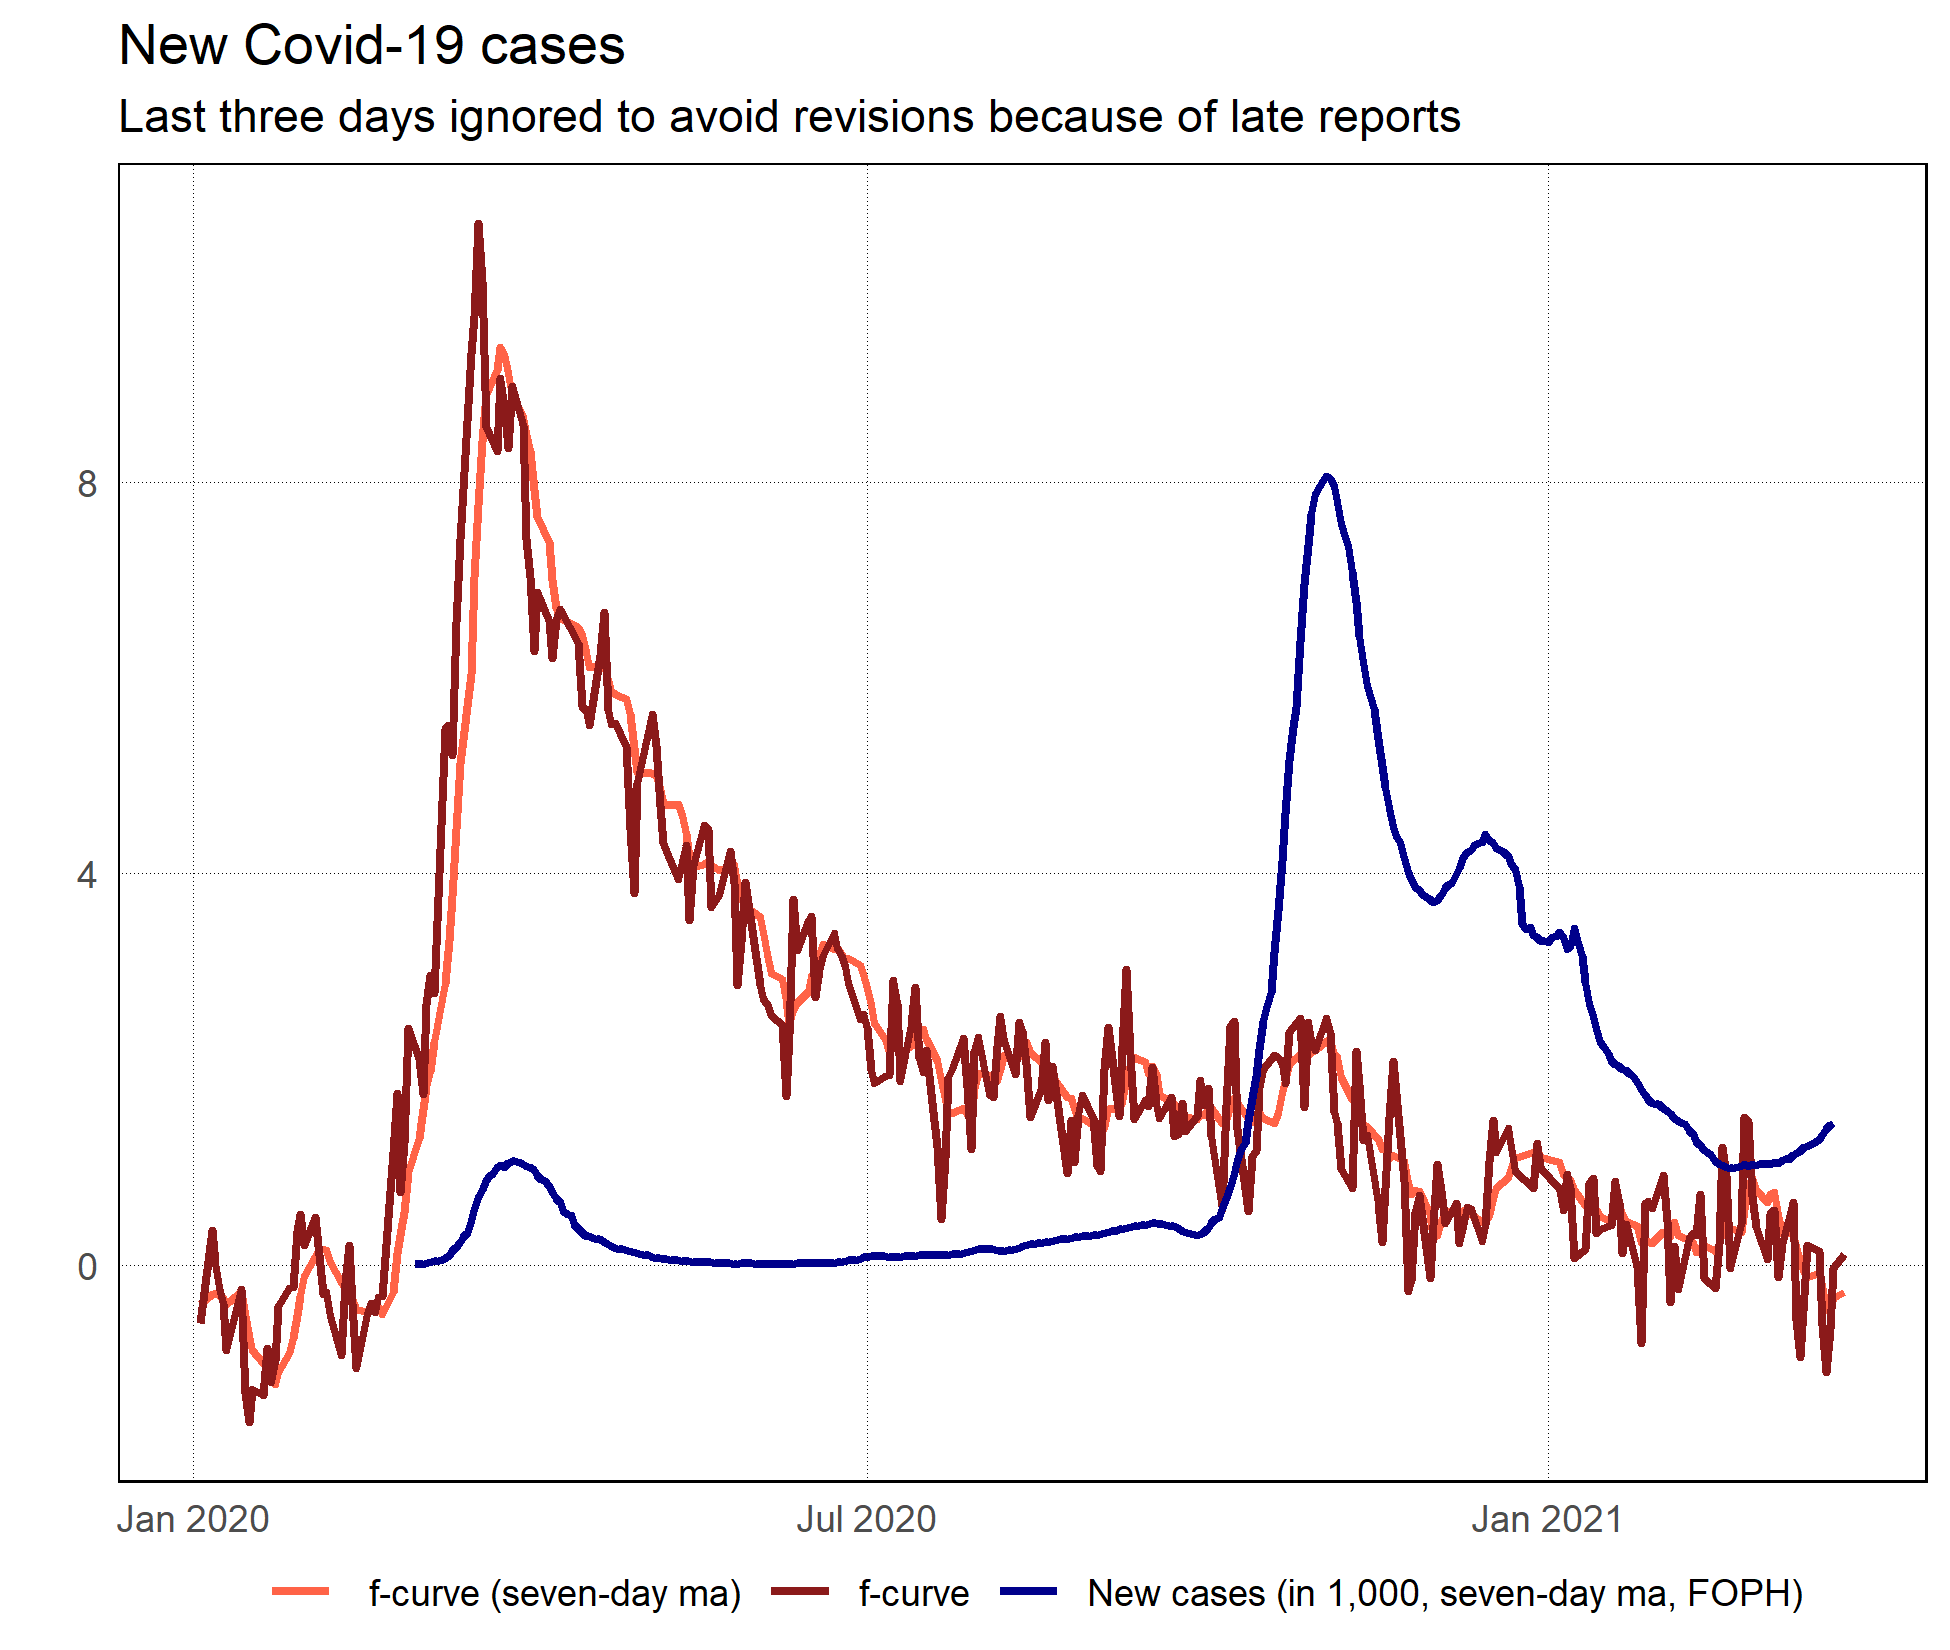 New Covid-19 cases
Last three days ignored to avoid revisions because of late reports
8
4
0
Jan 2020
Jul 2020
Jan 2021
f-curve (seven-day ma)
f-curve
New cases (in 1,000, seven-day ma, FOPH)